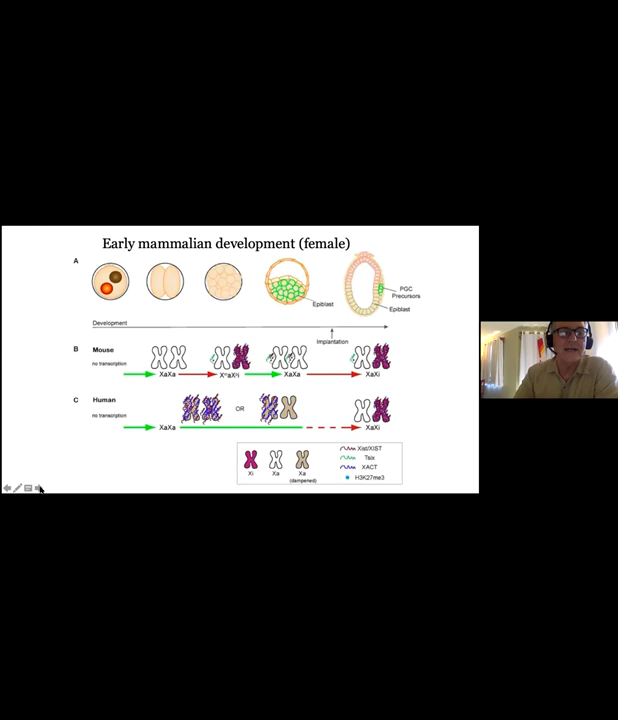 Early mammalian development (female)
A
PGC
Precursors
Epiblast
Epiblast
Development
Implantation
B Mouse
no transcription
XaXa
XaXa
XaXi
C Human
no transcription
OR
XaXa
XaXi
Xi Xa Xa
(dampened)
Xist/XIST
Tsix
XACT
H3K27me3